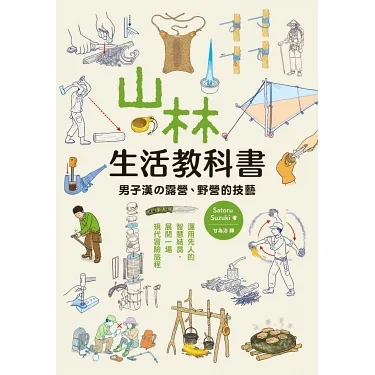 山林
生活教科書
男子漢の露營、野營的技藝
Satoru
Suzuki 著
甘為治 譯
運用先人的
智慧結晶，
展開一場
現代冒險旅程